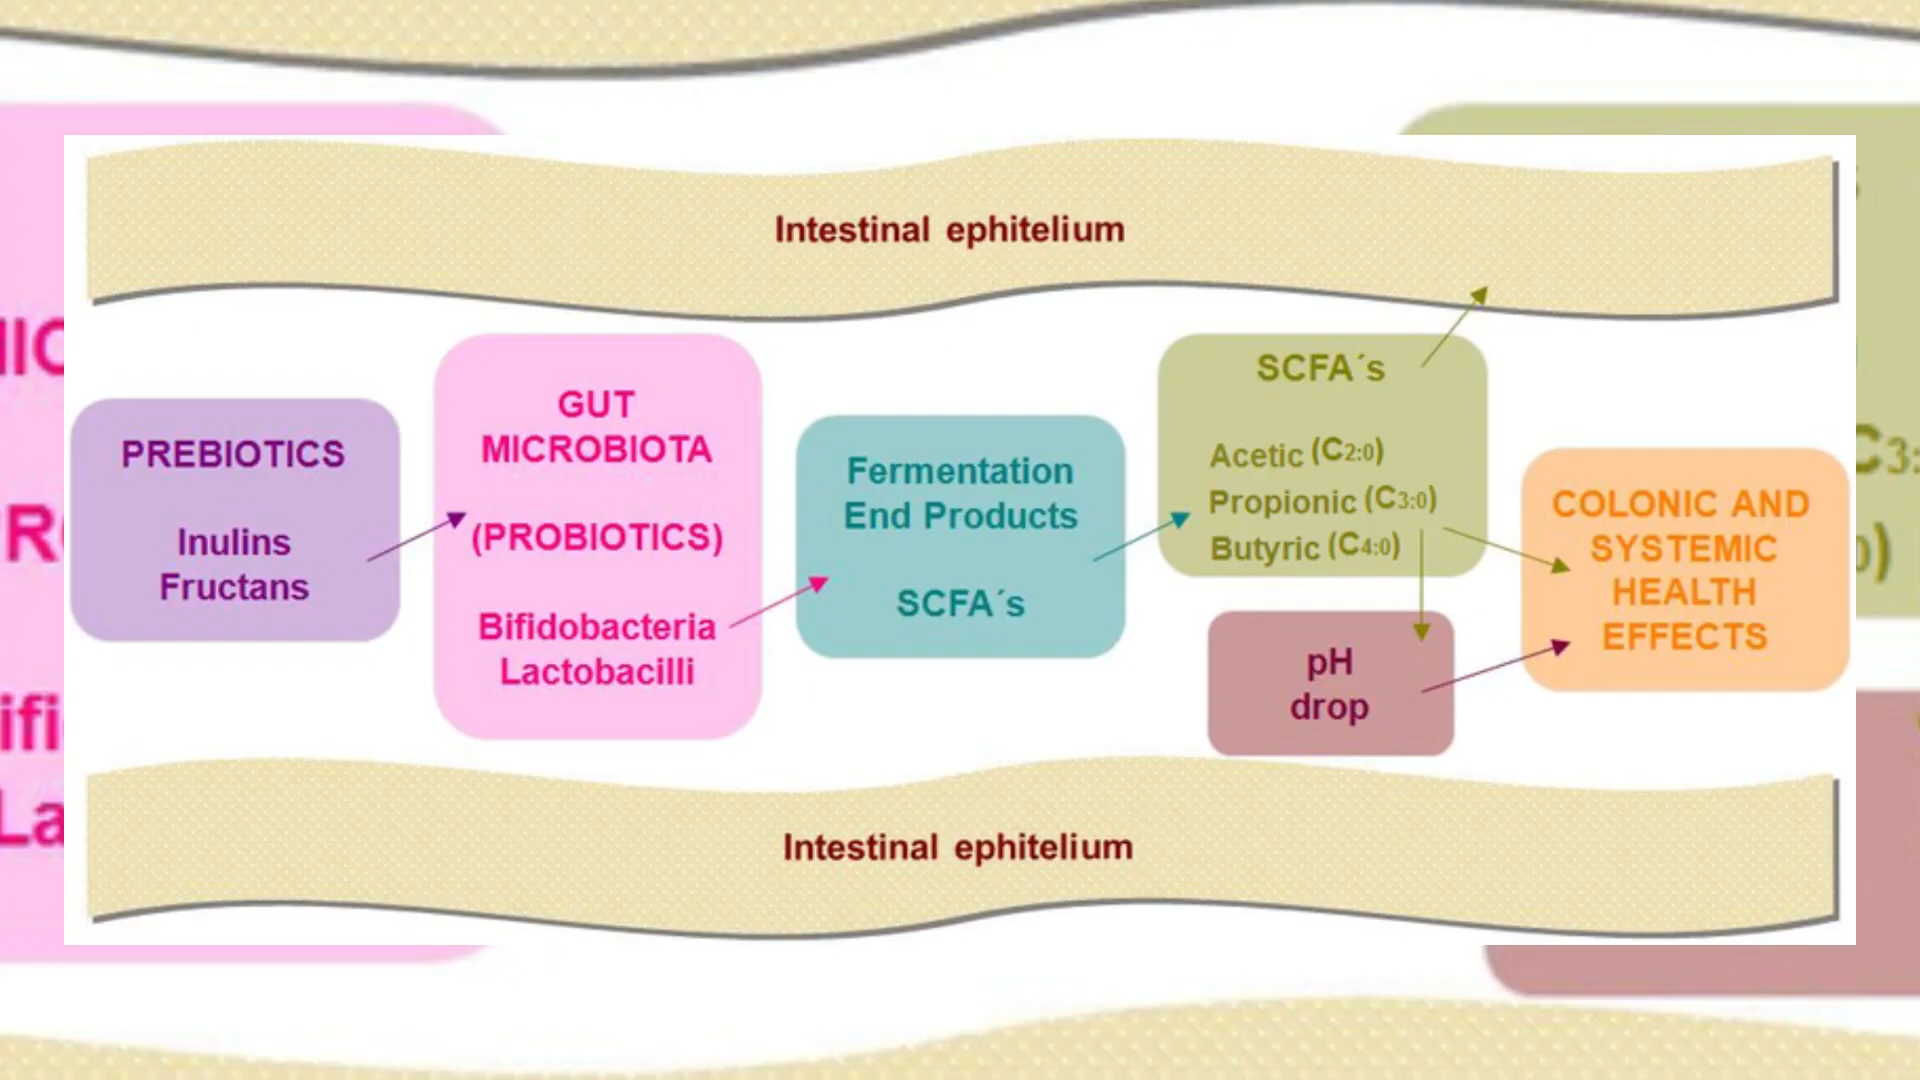 Intestinal ephitelium
PREBIOTICS
Inulins
Fructans
GUT
MICROBIOTA
(PROBIOTICS)
Bifidobacteria
Lactobacilli
Fermentation
End Products
SCFA´s
SCFA´s
Acetic (C2:0)
Propionic (C3:0)
Butyric (C4:0)
pH
drop
COLONIC AND
SYSTEMIC
HEALTH
EFFECTS
Intestinal ephitelium